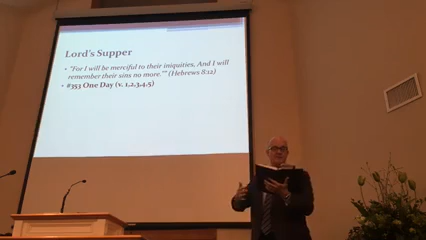 Lord's Supper
• "For I will be merciful to their iniquities, And I will
remember their sins no more.'" (Hebrews 8:12)
• #353 One Day (v. 1,2,3,4,5)